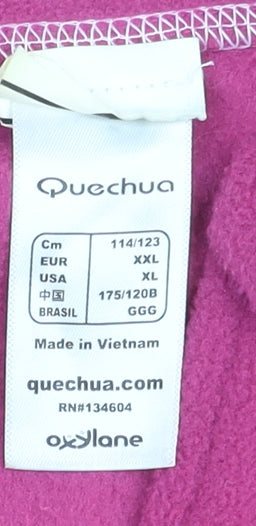 Quechua
Cm 114/123
EUR XXL
USA XL
中国 175/120B
BRASIL GGG
Made in Vietnam
quechua.com
RN#134604
oxylane